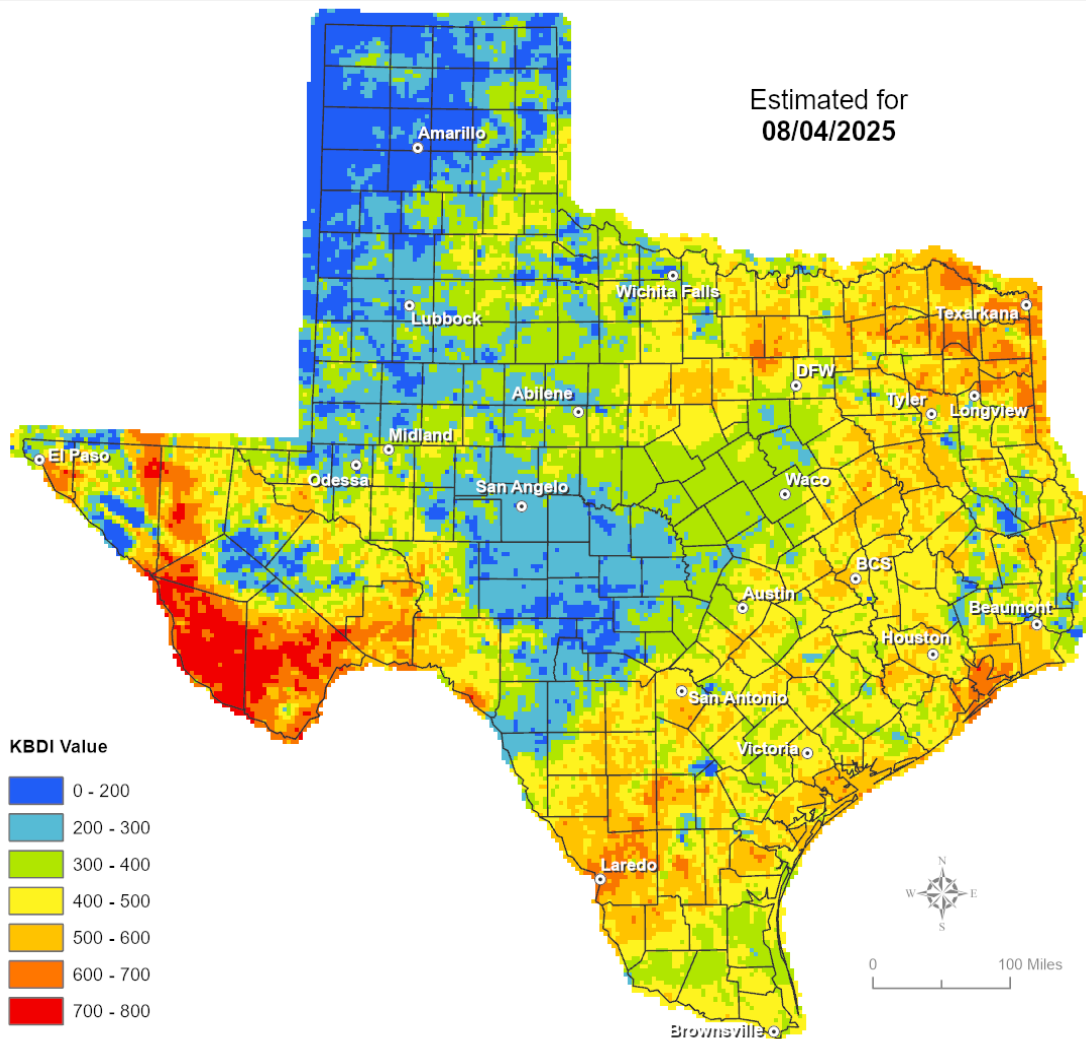 Estimated for
08/04/2025
Amarillo
Wichita Falls
Lubbock
Texarkana
DFW
Abilene
Tyler
Longview
Midland
El Paso
Odessa
San Angelo
Waco
BCS
Austin
Beaumont
Houston
San Antonio
Victoria
KBDI Value
0 - 200
200 - 300
300 - 400
400 - 500
500 - 600
600 - 700
700 - 800
Laredo
N
W E
S
0 100 Miles
Brownsville